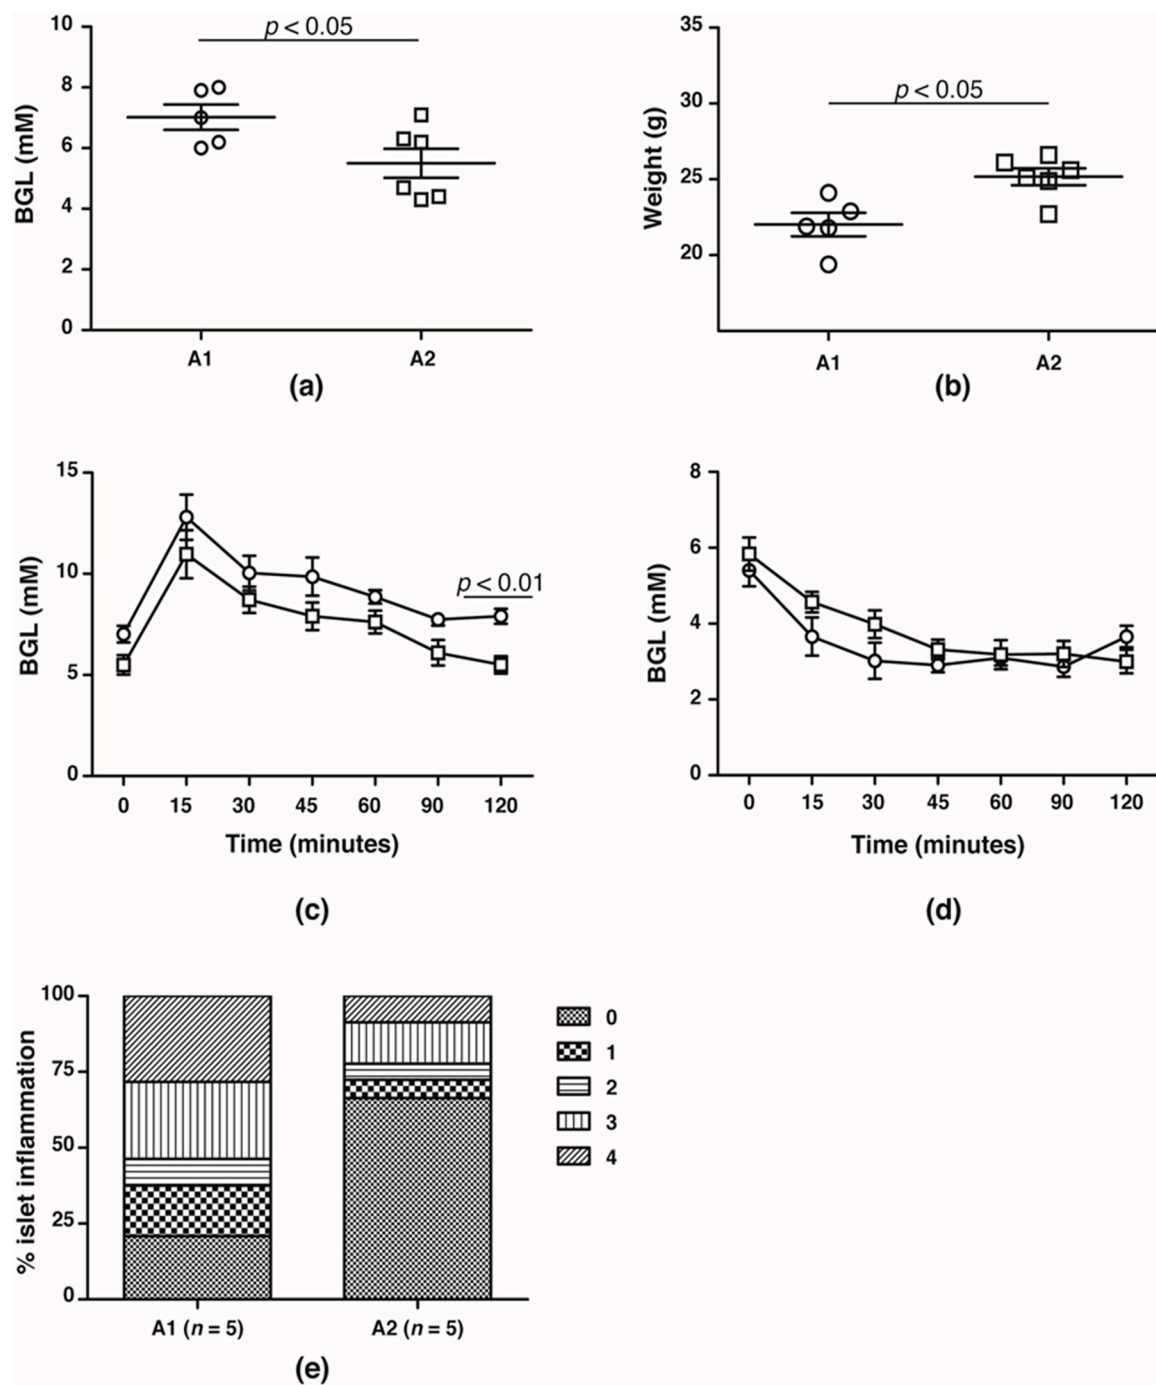 10
8
6
4
2
0
BGL (mM)
p < 0.05
A1
A2
(a)
35
30
25
20
Weight (g)
p < 0.05
A1
A2
(b)
15
10
5
0
BGL (mM)
p < 0.01
0 15 30 45 60 90 120
Time (minutes)
(c)
8
6
4
2
0
BGL (mM)
0 15 30 45 60 90 120
Time (minutes)
(d)
100
75
50
25
0
% islet inflammation
A1 (n = 5)
A2 (n = 5)
0
1
2
3
4
(e)